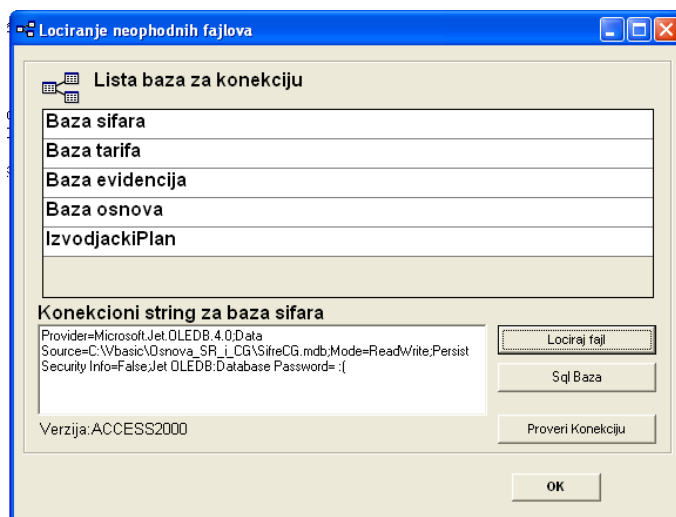 Lociranje neophodnih fajlova
Lista baza za konekciju
Baza sifara
Baza tarifa
Baza evidencija
Baza osnova
IzvodjackiPlan
Konekcioni string za baza sifara
Provider=Microsoft.Jet.OLEDB.4.0;Data
Source=C:\Vbasic\Osnova_SR_i_CG\SifreCG.mdb;Mode=ReadWrite;Persist
Security Info=False;Jet OLEDB:Database Password= :(
Lociraj fajl
Sql Baza
Verzija:ACCESS2000
Proveri Konekciju
OK